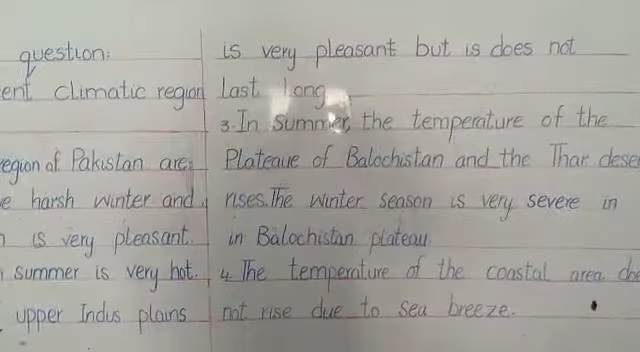 question:
ent climatic region
region of Pakistan are:
e harsh winter and
is very pleasant.
summer is very hot.
upper Indus plains
is very pleasant but is does not
last long
3. In summer, the temperature of the
Plateaue of Balochistan and the Thar dese
rises. The winter season is very severe in
in Balochistan plateau.
4. The temperature of the coastal area doe
not rise due to sea breeze.